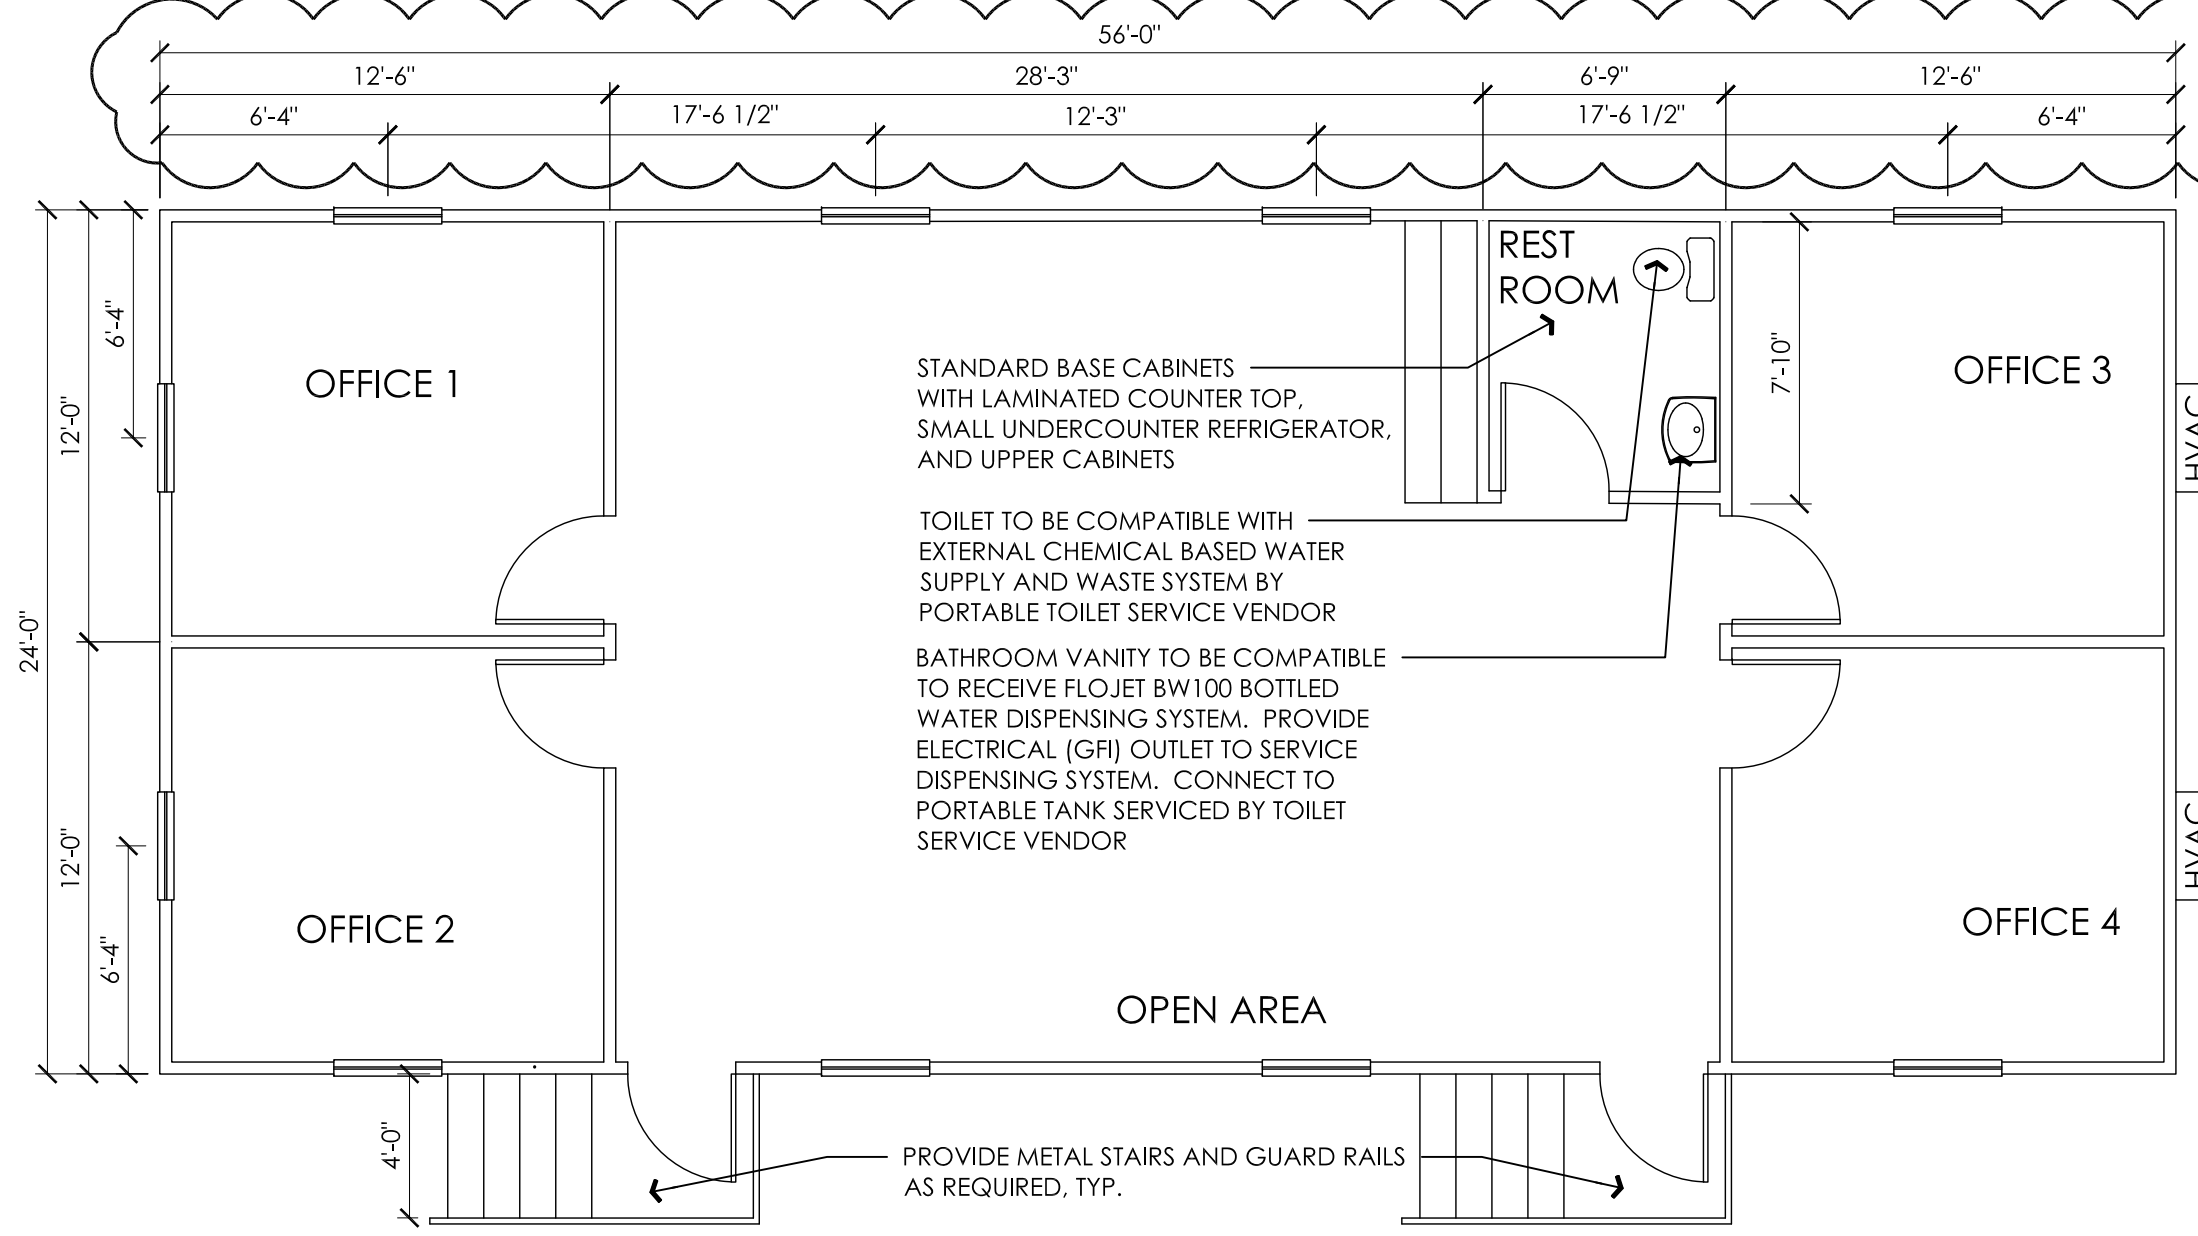 56'-0"
12'-6"
28'-3"
6'-9"
12'-6"
6'-4"
17'-6 1/2"
12'-3"
17'-6 1/2"
6'-4"
24'-0"
12'-0"
6'-4"
12'-0"
6'-4"
OFFICE 1
OFFICE 2
REST
ROOM
7'-10"
OFFICE 3
HVAC
STANDARD BASE CABINETS
WITH LAMINATED COUNTER TOP,
SMALL UNDERCOUNTER REFRIGERATOR,
AND UPPER CABINETS
TOILET TO BE COMPATIBLE WITH
EXTERNAL CHEMICAL BASED WATER
SUPPLY AND WASTE SYSTEM BY
PORTABLE TOILET SERVICE VENDOR
BATHROOM VANITY TO BE COMPATIBLE
TO RECEIVE FLOJET BW100 BOTTLED
WATER DISPENSING SYSTEM.  PROVIDE
ELECTRICAL (GFI) OUTLET TO SERVICE
DISPENSING SYSTEM.  CONNECT TO
PORTABLE TANK SERVICED BY TOILET
SERVICE VENDOR
HVAC
OFFICE 4
OPEN AREA
4'-0"
PROVIDE METAL STAIRS AND GUARD RAILS
AS REQUIRED, TYP.